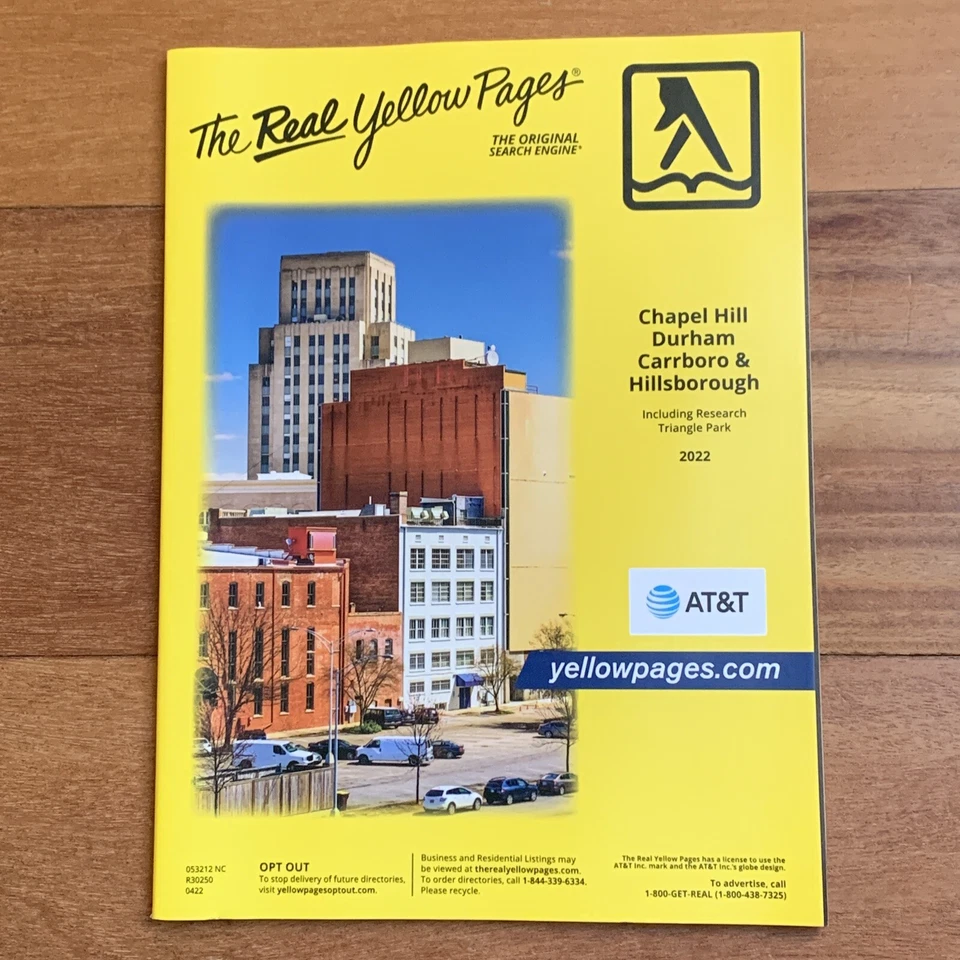 The Real Yellow Pages®
THE ORIGINAL
SEARCH ENGINE®
Chapel Hill
Durham
Carrboro &
Hillsborough
Including Research
Triangle Park
2022
AT&T
yellowpages.com
053212 NC
R30250
0422
OPT OUT
To stop delivery of future directories,
visit yellowpagesoptout.com.
Business and Residential Listings may
be viewed at therealyellowpages.com.
To order directories, call 1-844-339-6334.
Please recycle.
The Real Yellow Pages has a license to use the
AT&T Inc. mark and the AT&T Inc.'s globe design.
To advertise, call
1-800-GET-REAL (1-800-438-7325)